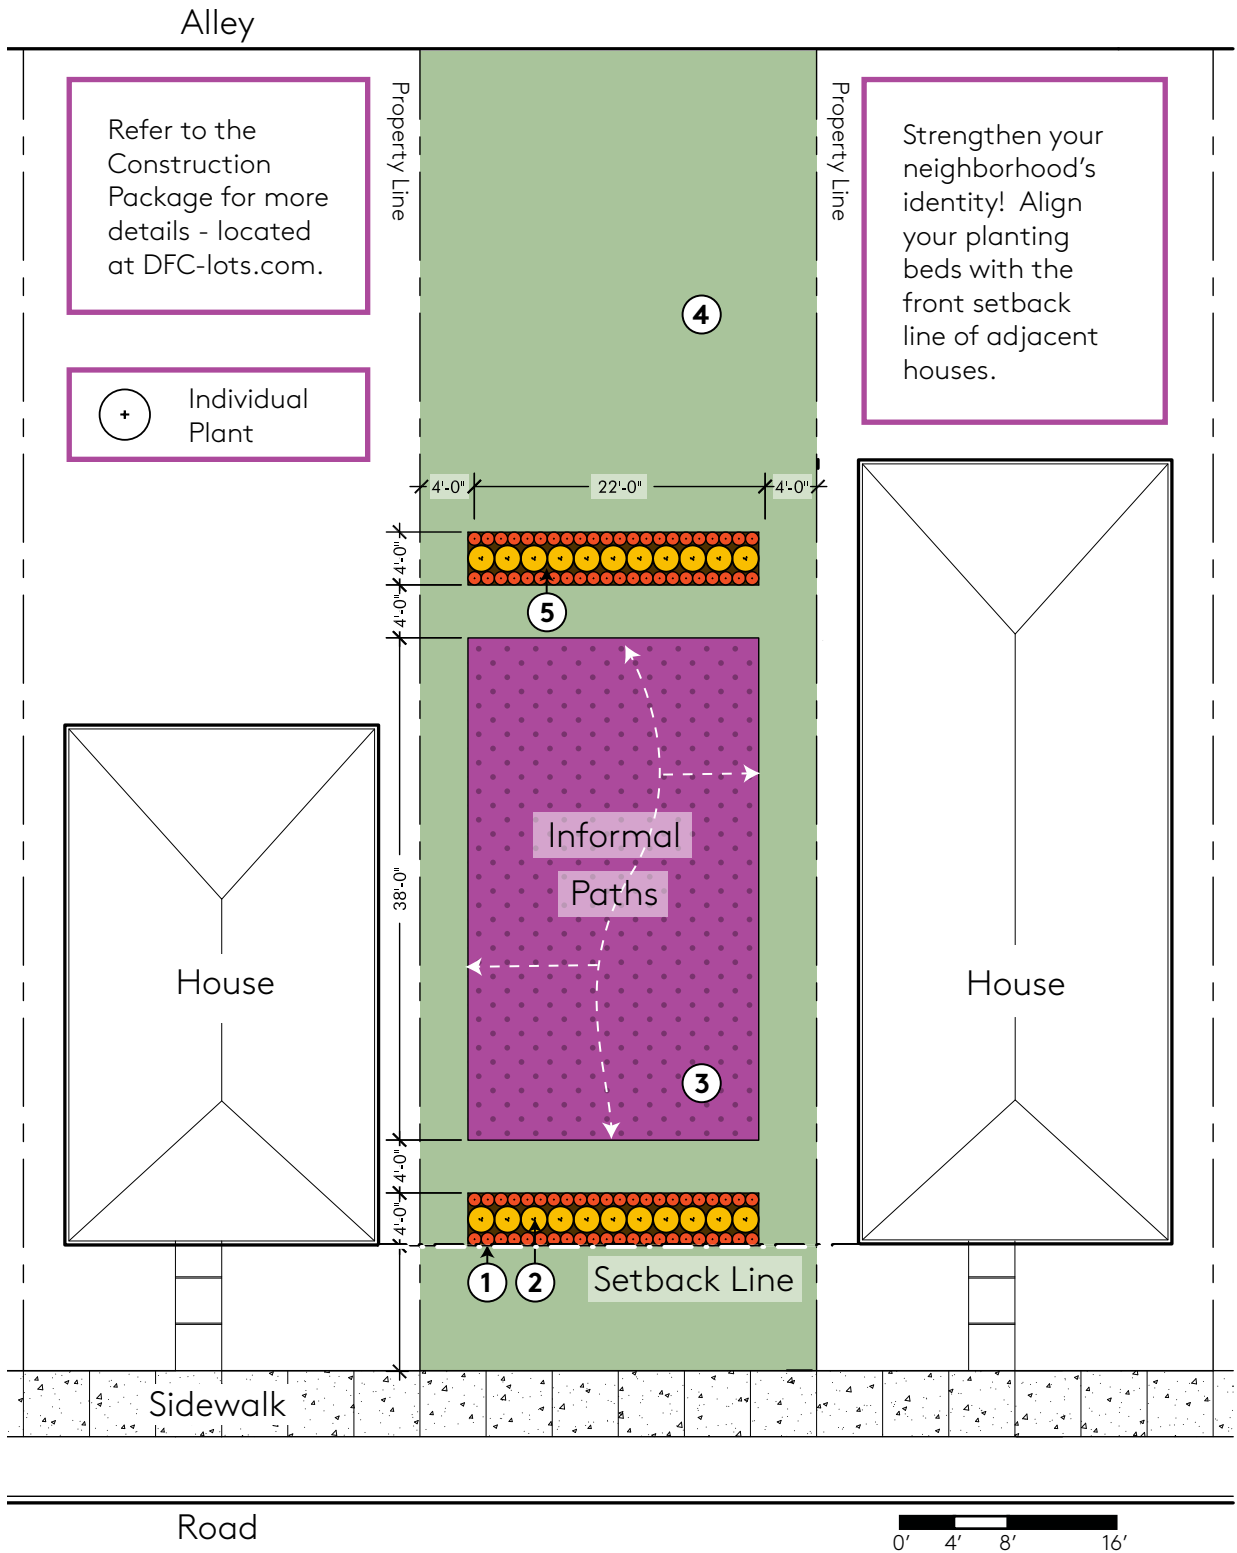 Alley
Refer to the
Construction
Package for more
details - located
at DFC-lots.com.
Property Line
Property Line
Strengthen your
neighborhood's
identity!  Align
your planting
beds with the
front setback
line of adjacent
houses.
Individual
Plant
4
4'-0"
22'-0"
4'-0"
4'-0"
5
4'-0"
38'-0"
Informal
Paths
House
House
3
4'-0"
4'-0"
1
2
Setback Line
Sidewalk
Road
0' 4' 8' 16'